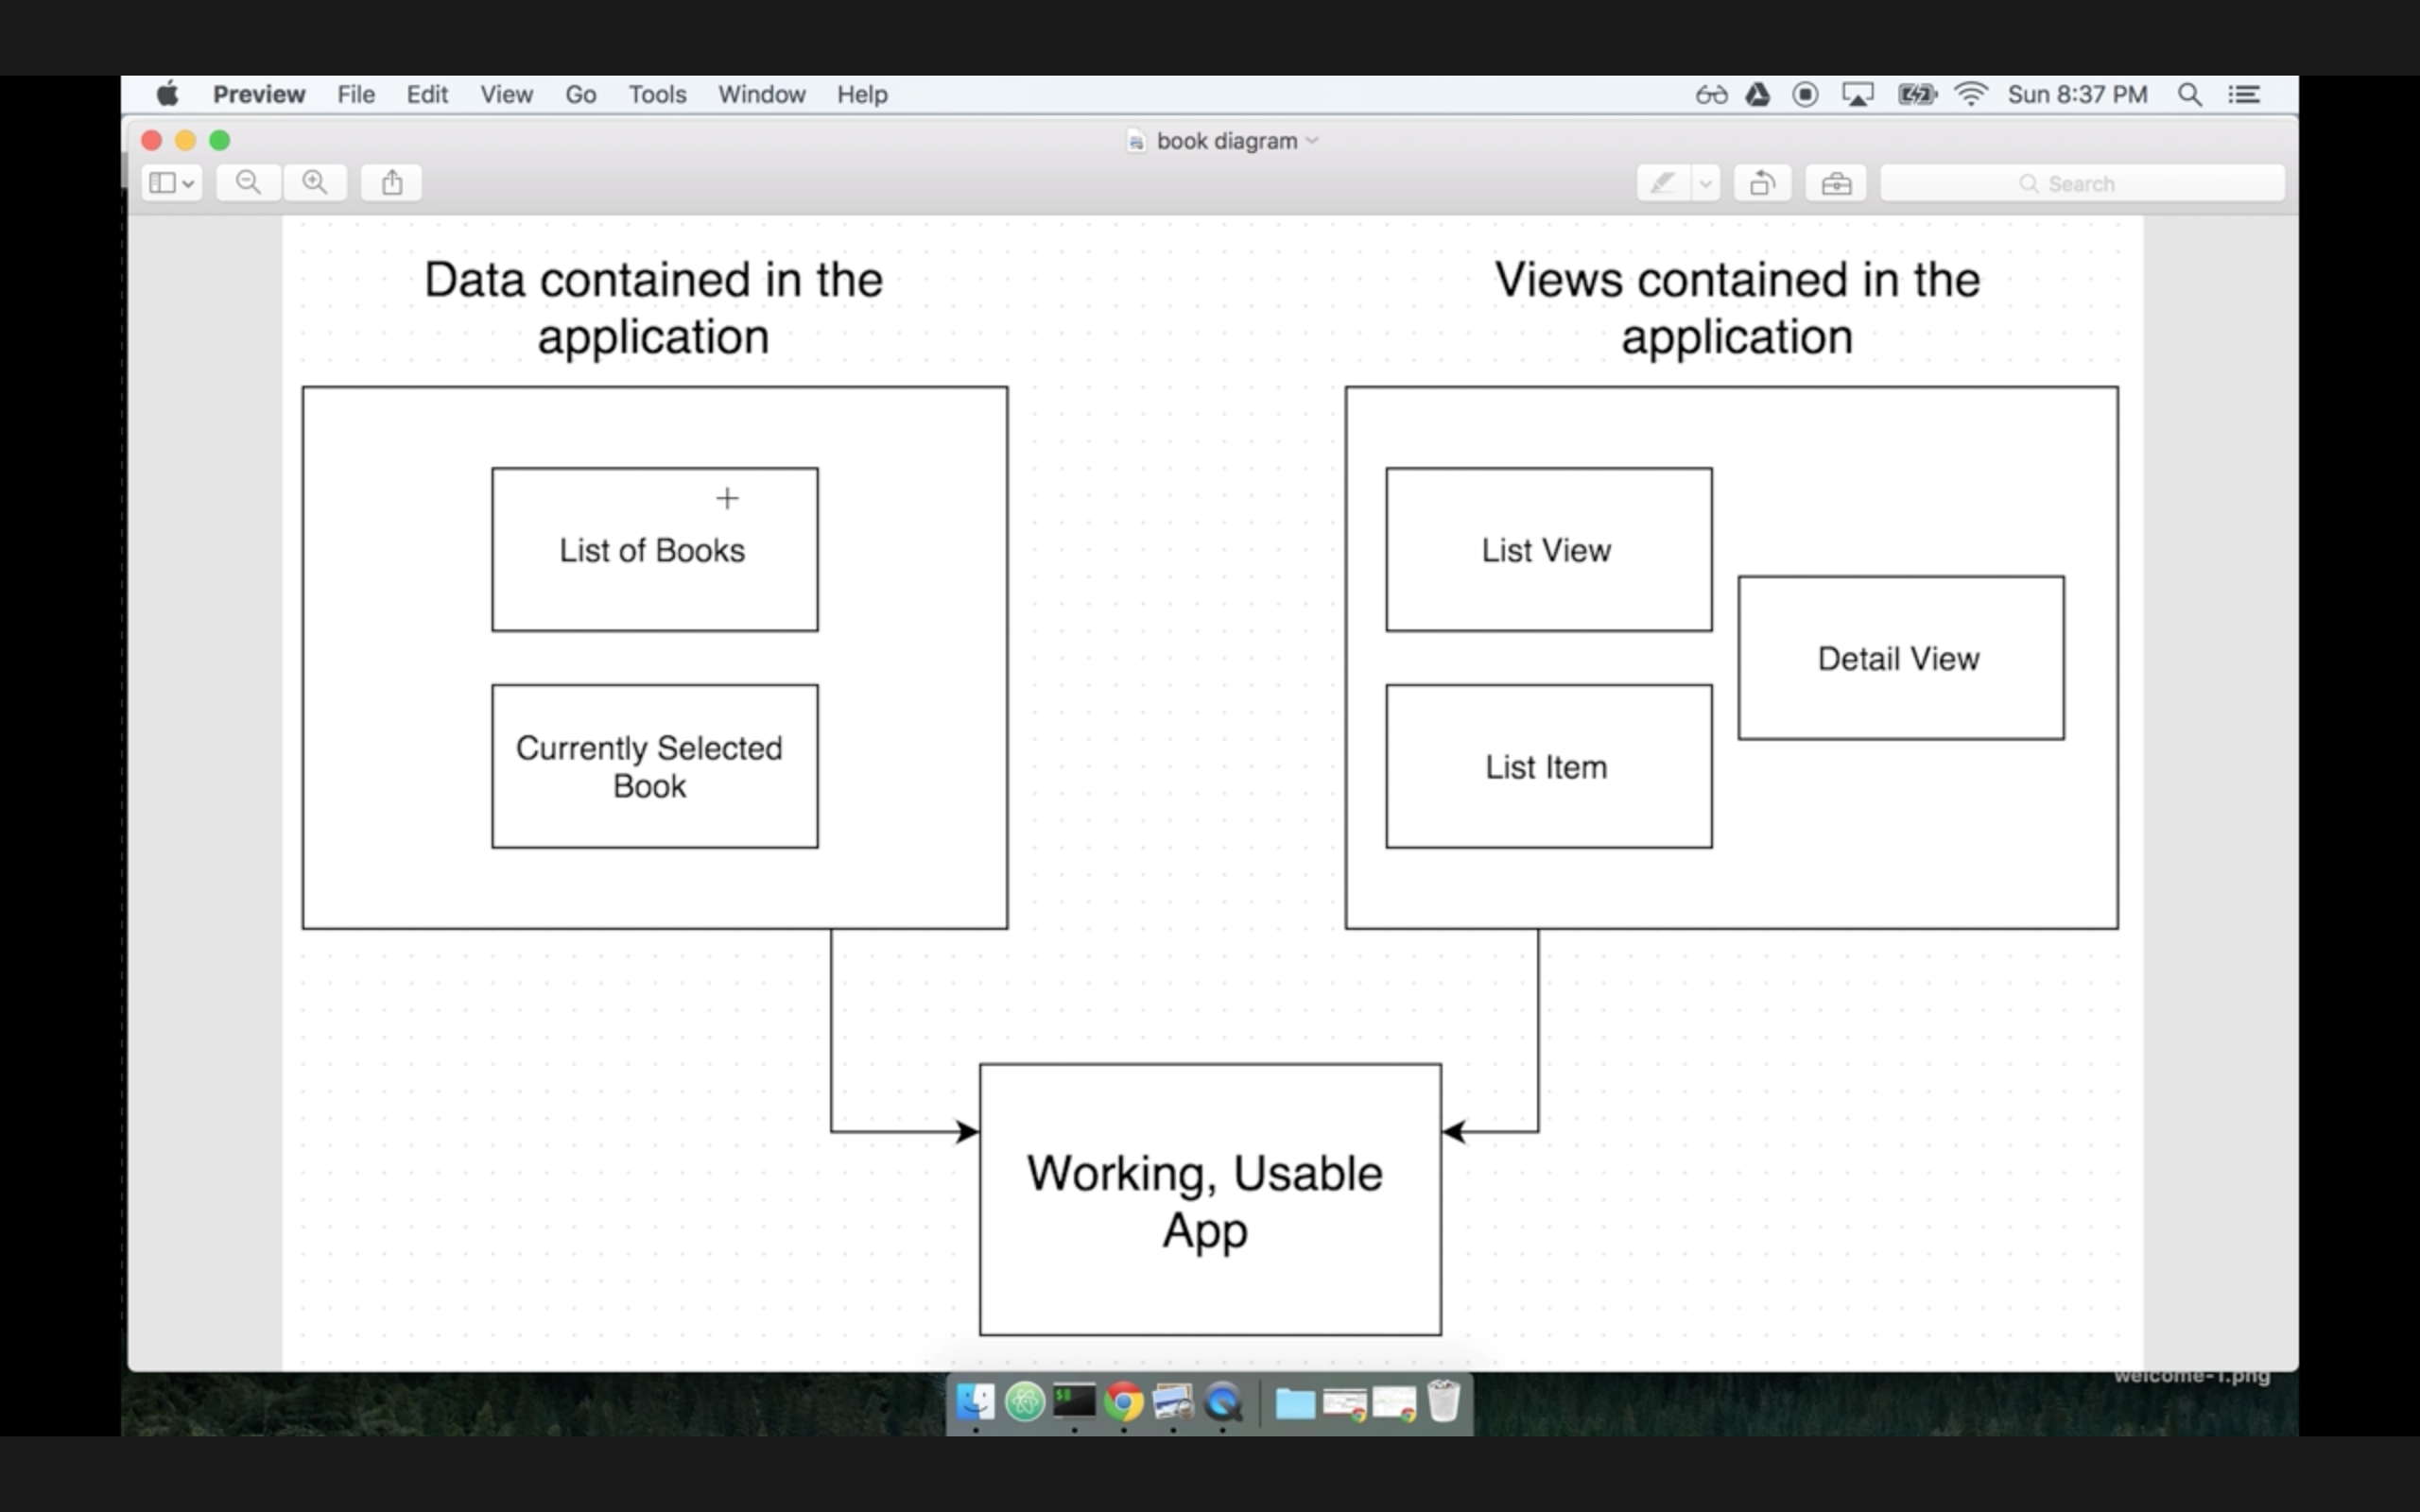 Preview File Edit View Go Tools Window Help Sun 8:37 PM
book diagram
Search
Data contained in the
application
Views contained in the
application
List of Books
Currently Selected
Book
List View
Detail View
List Item
Working, Usable
App
welcome-1.png